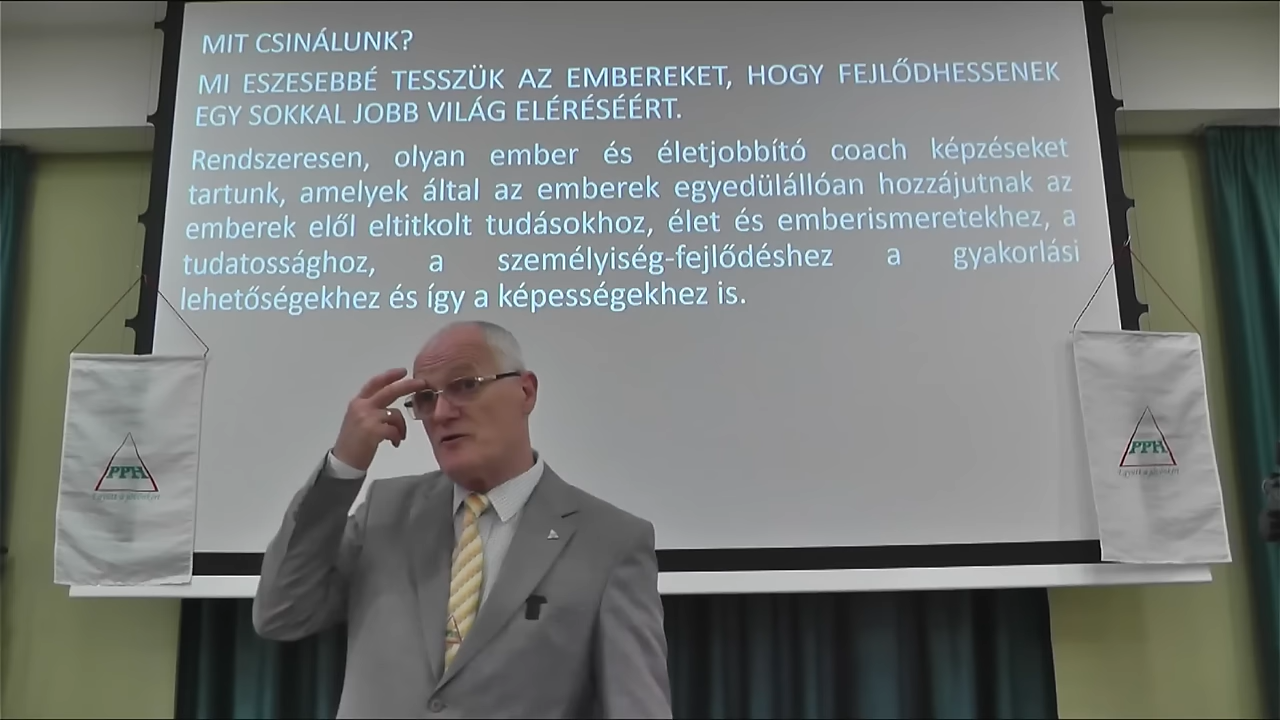 MIT CSINÁLUNK?
MI ESZESEBBÉ TESSZÜK AZ EMBEREKET, HOGY FEJLŐDHESSENEK
EGY SOKKAL JOBB VILÁG ELÉRÉSÉÉRT.
Rendszeresen, olyan ember és életjobbító coach képzéseket
tartunk, amelyek által az emberek egyedülállóan hozzájutnak az
emberek elől eltitkolt tudásokhoz, élet és emberismeretekhez, a
tudatossághoz, a személyiség-fejlődéshez a gyakorlási
lehetőségekhez és így a képességekhez is.
PPH
PPH